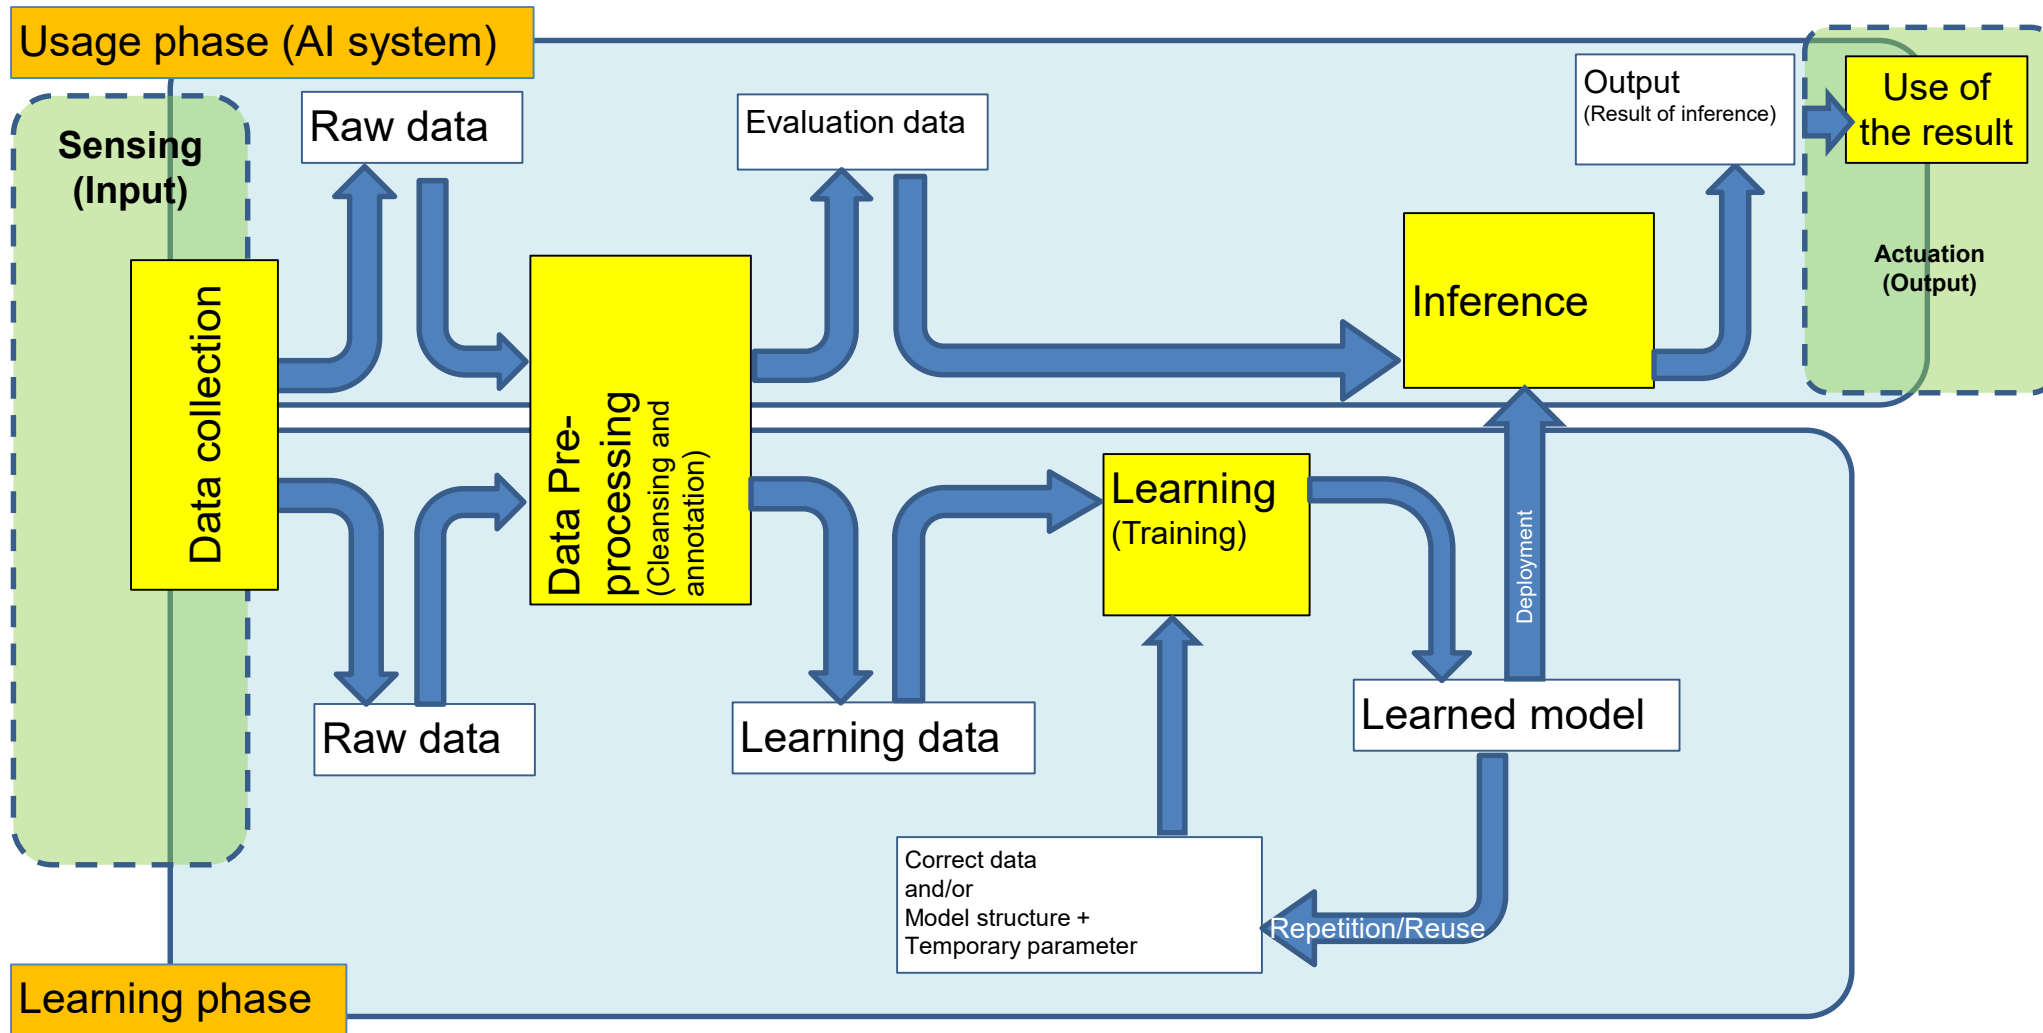 Usage phase (AI system)
Sensing
(Input)
Raw data
Evaluation data
Output
(Result of inference)
Use of
the result
Actuation
(Output)
Data collection
Data Pre-
processing
(Cleansing and
annotation)
Inference
Learning
(Training)
Deployment
Raw data
Learning data
Learned model
Correct data
and/or
Model structure +
Temporary parameter
Repetition/Reuse
Learning phase